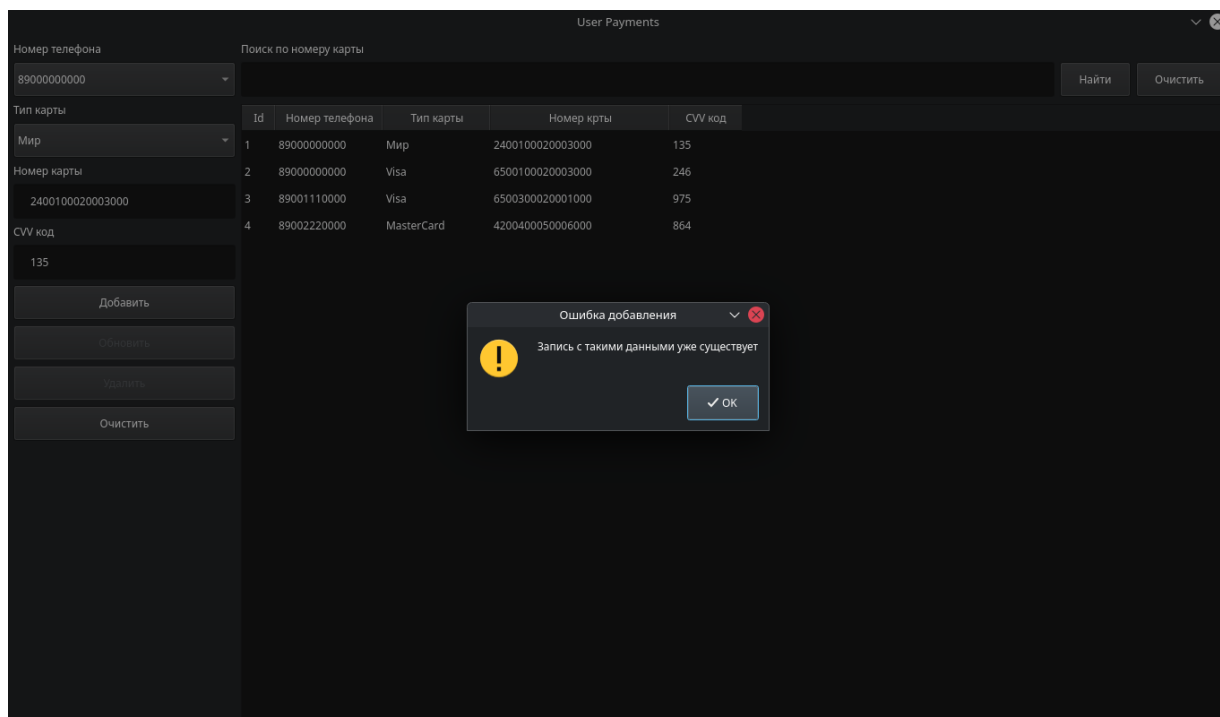 User Payments
Номер телефона
89000000000
Тип карты
Мир
Номер карты
2400100020003000
CVV код
135
Добавить
Обновить
Удалить
Очистить
Поиск по номеру карты
Найти Очистить
Id Номер телефона Тип карты Номер крты CVV код
1 89000000000 Мир 2400100020003000 135
2 89000000000 Visa 6500100020003000 246
3 89001110000 Visa 6500300020001000 975
4 89002220000 MasterCard 4200400050006000 864
Ошибка добавления
Запись с такими данными уже существует
OK